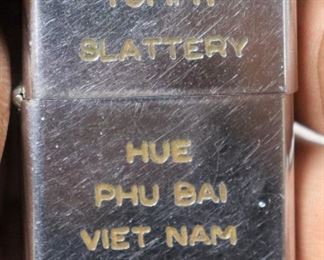 SLATTERY
HUE
PHU BAI
VIET NAM